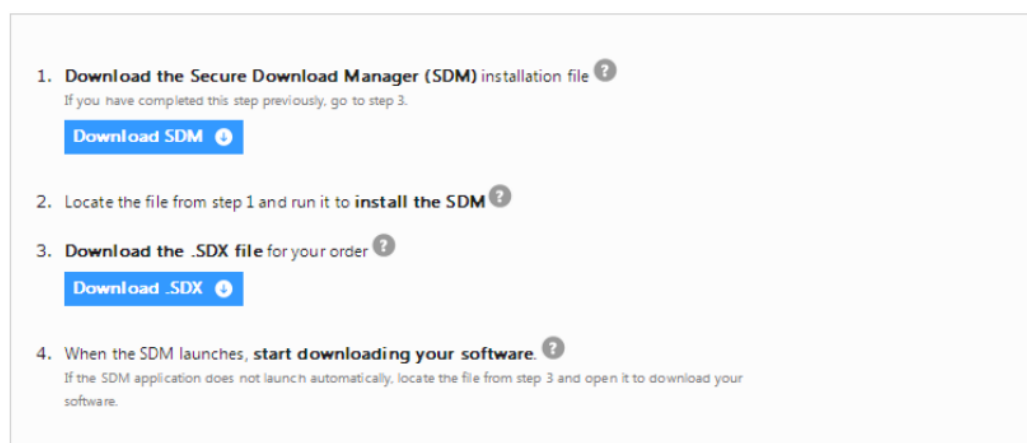 1. Download the Secure Download Manager (SDM) installation file ?
If you have completed this step previously, go to step 3.
Download SDM
2. Locate the file from step 1 and run it to install the SDM ?
3. Download the .SDX file for your order ?
Download .SDX
4. When the SDM launches, start downloading your software. ?
If the SDM application does not launch automatically, locate the file from step 3 and open it to download your
software.